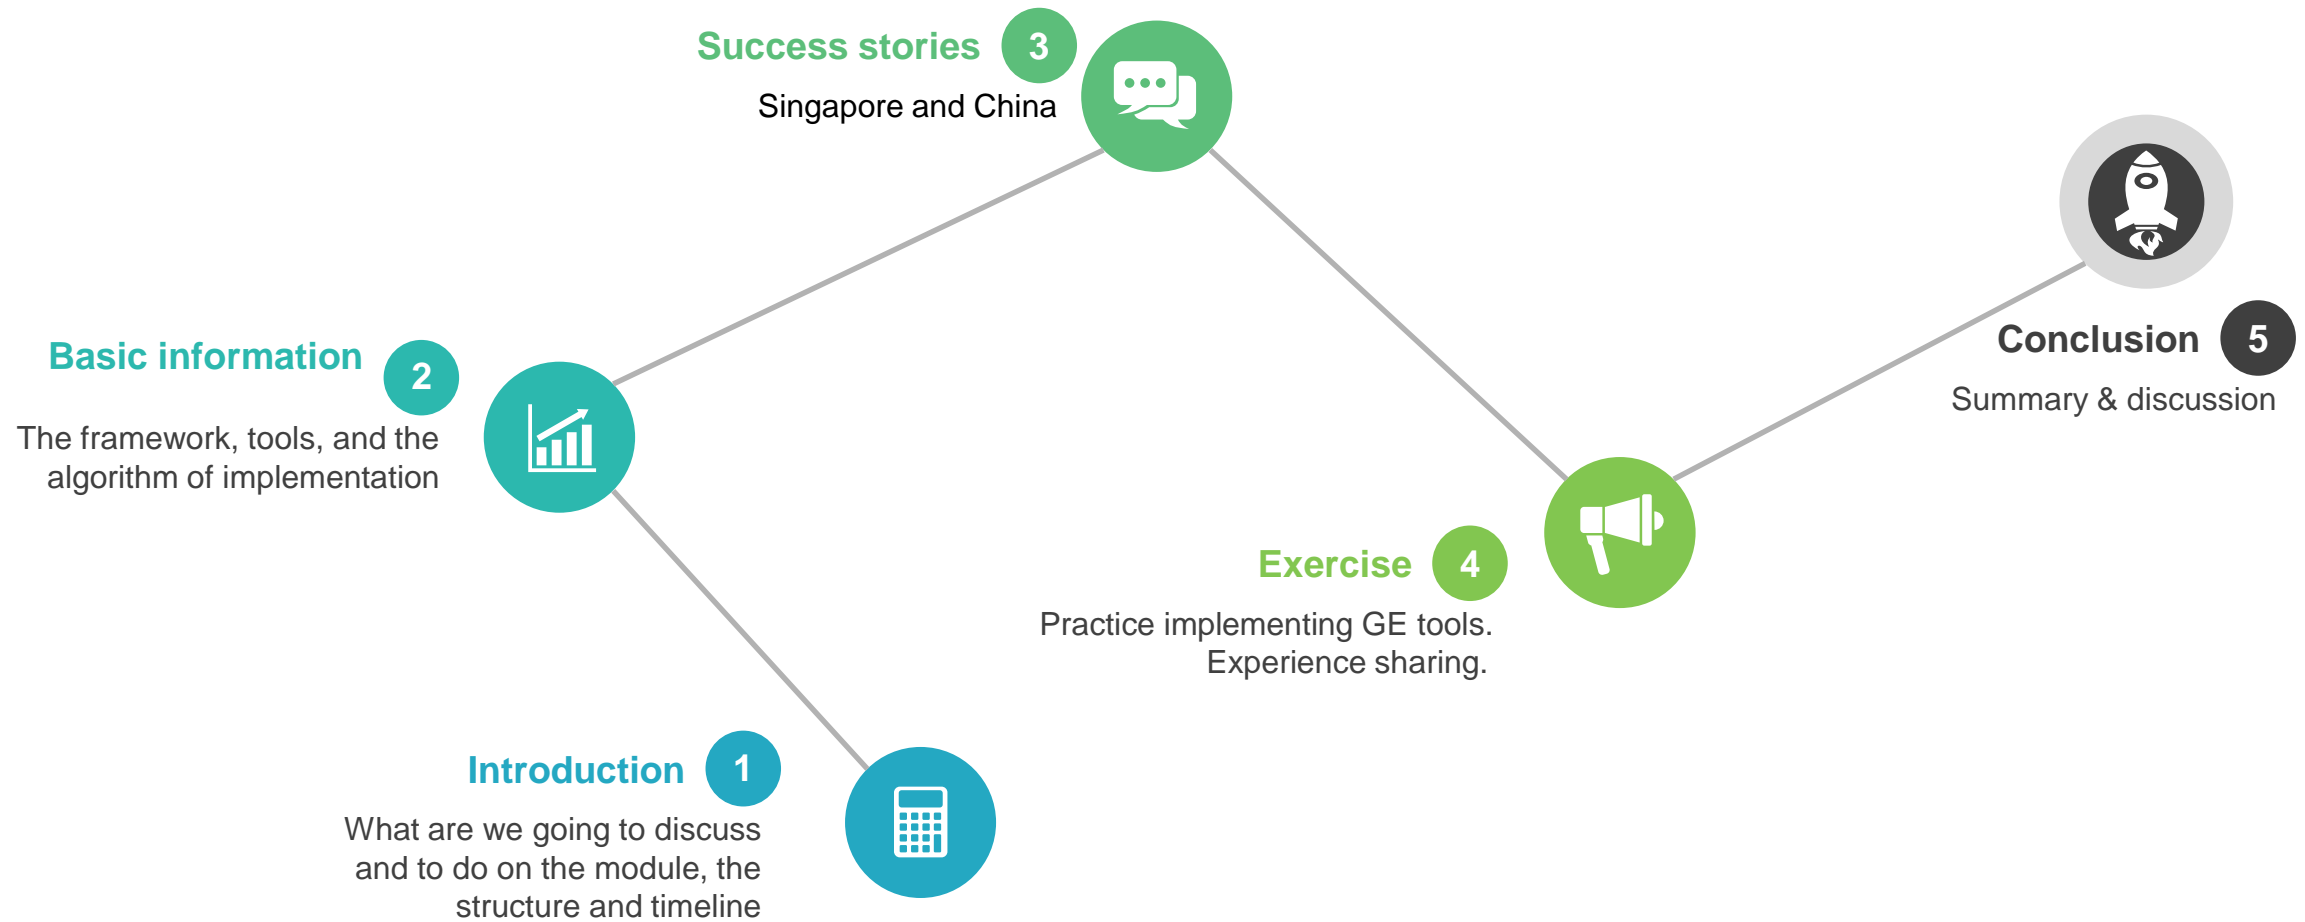 Success stories 3
Singapore and China
Basic information 2
The framework, tools, and the
algorithm of implementation
Conclusion 5
Summary & discussion
Exercise 4
Practice implementing GE tools.
Experience sharing.
Introduction 1
What are we going to discuss
and to do on the module, the
structure and timeline